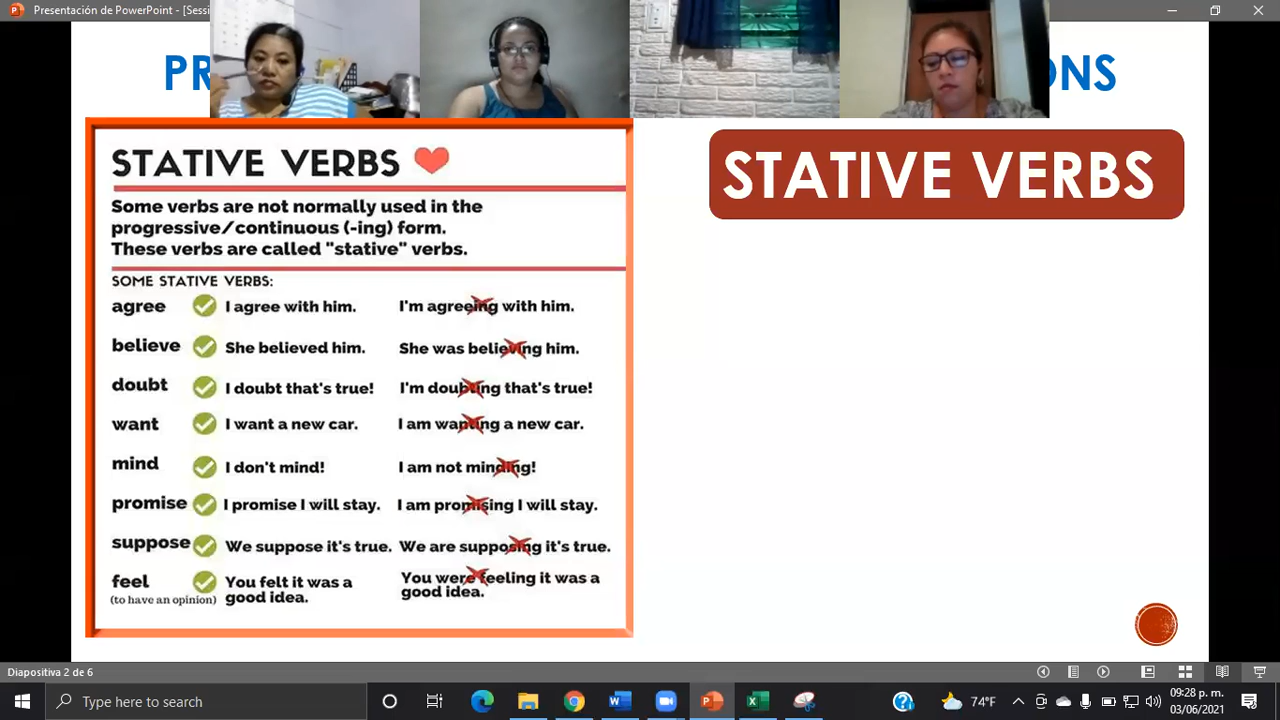 Presentación de PowerPoint - [Sesi
PR
ONS
STATIVE VERBS
Some verbs are not normally used in the
progressive/continuous (-ing) form.
These verbs are called "stative" verbs.
SOME STATIVE VERBS:
agree I agree with him. I'm agreeing with him.
believe She believed him. She was believing him.
doubt I doubt that's true! I'm doubting that's true!
want I want a new car. I am wanting a new car.
mind I don't mind! I am not minding!
promise I promise I will stay. I am promising I will stay.
suppose We suppose it's true. We are supposing it's true.
feel You felt it was a You were feeling it was a
(to have an opinion) good idea. good idea.
STATIVE VERBS
Diapositiva 2 de 6
Type here to search
74°F
09:28 p. m.
03/06/2021